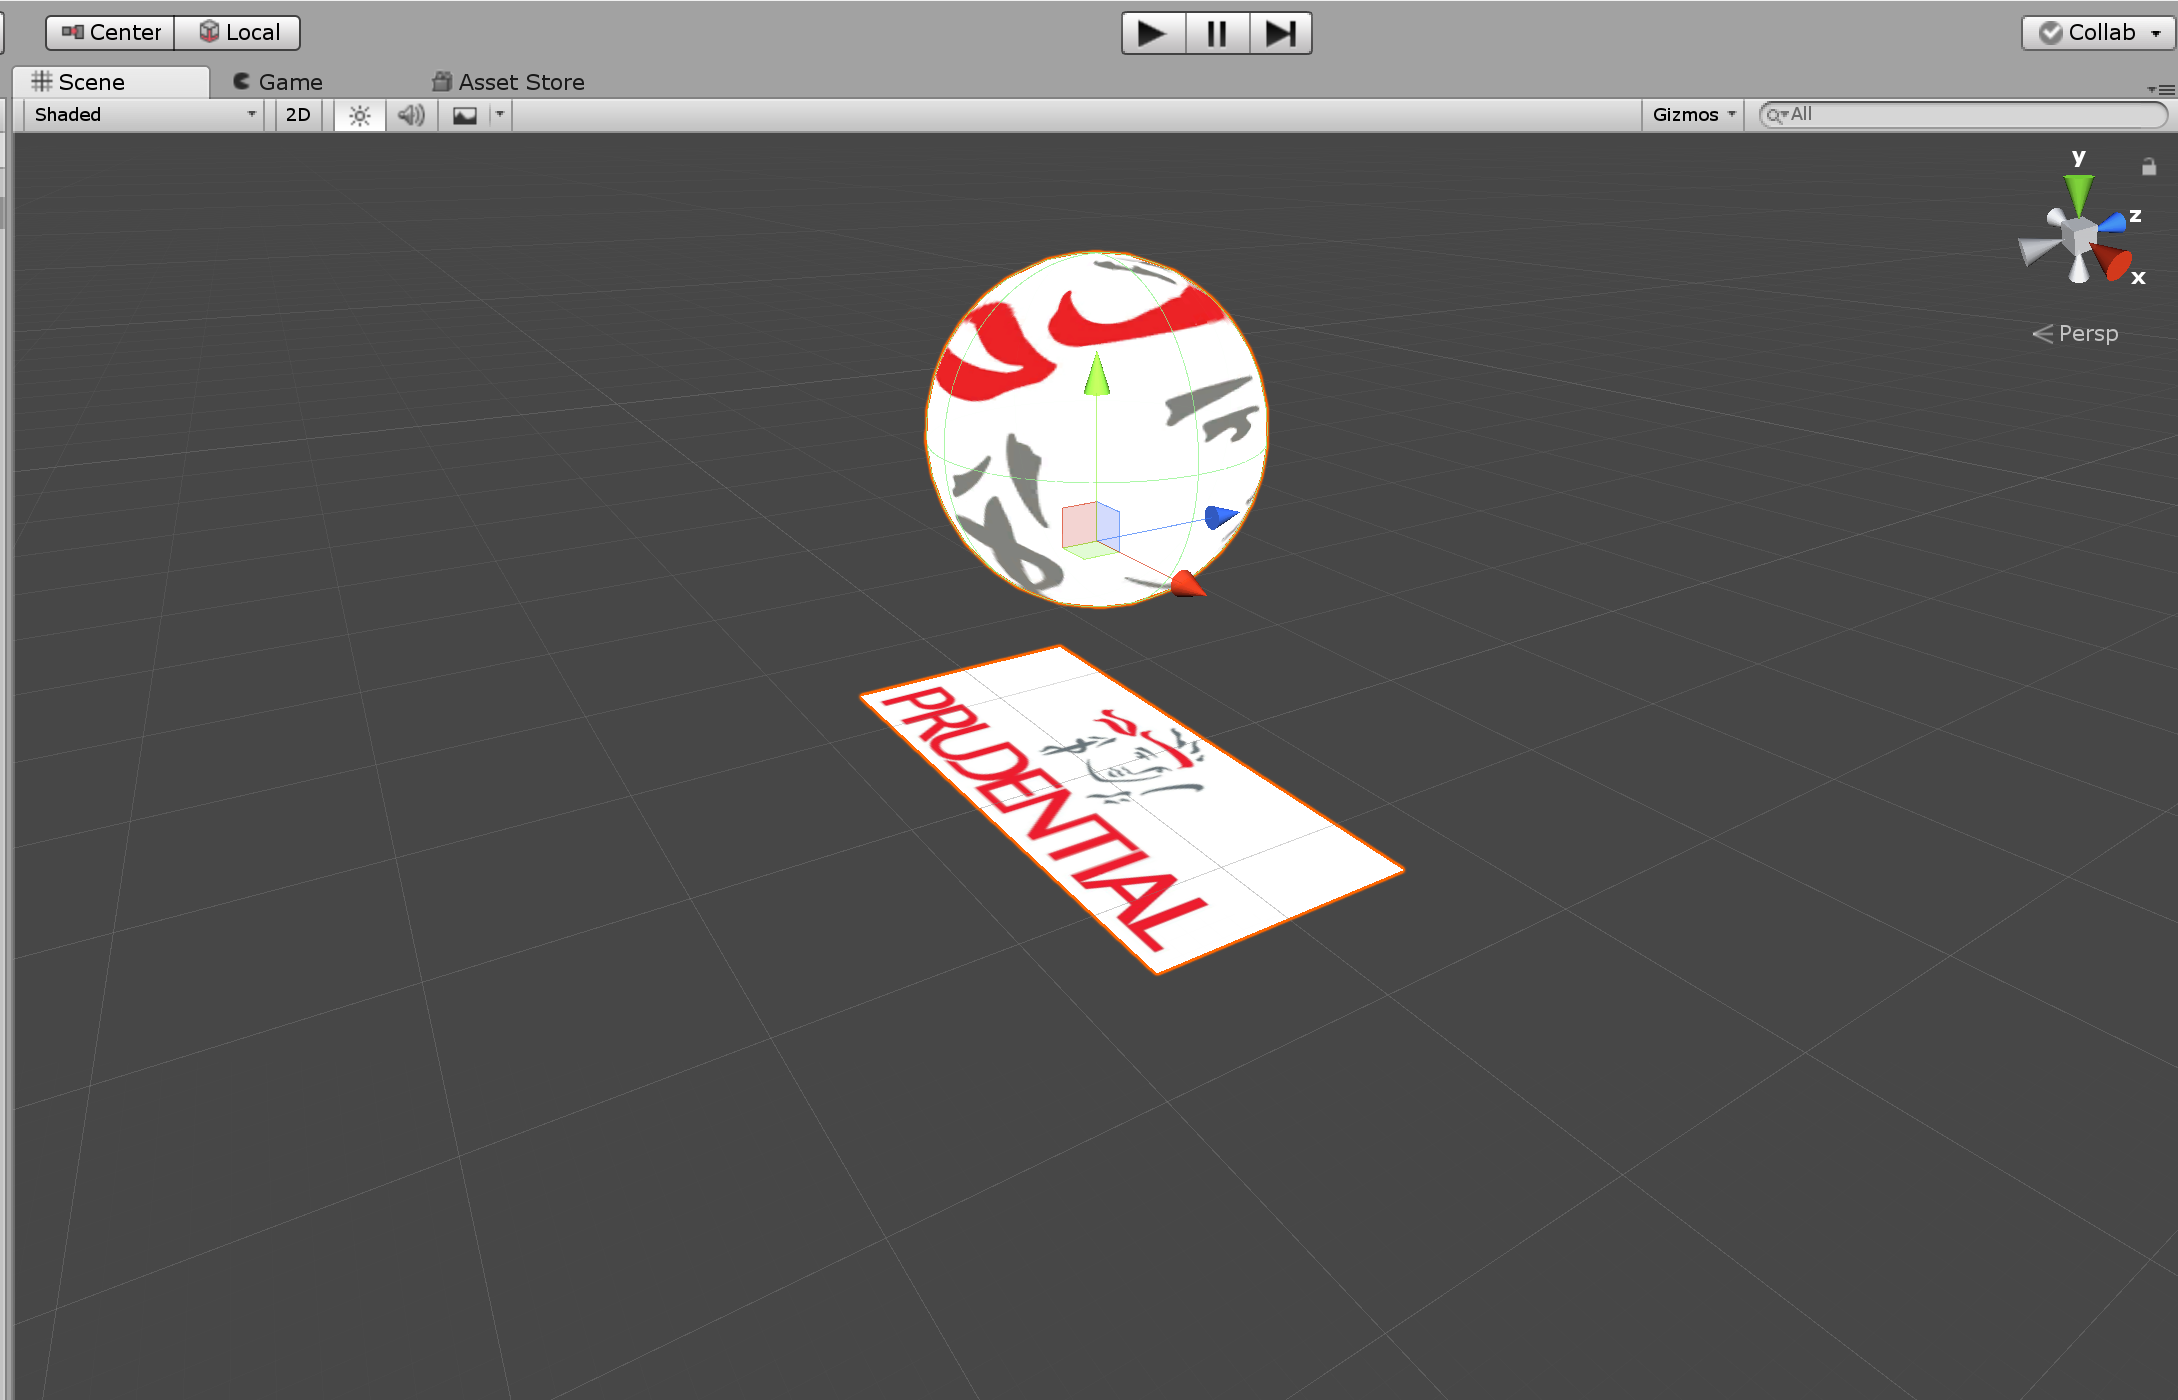 Center Local Collab
Scene Game Asset Store
Shaded 2D Gizmos All
y
z
x
Persp
PRUDENTIAL